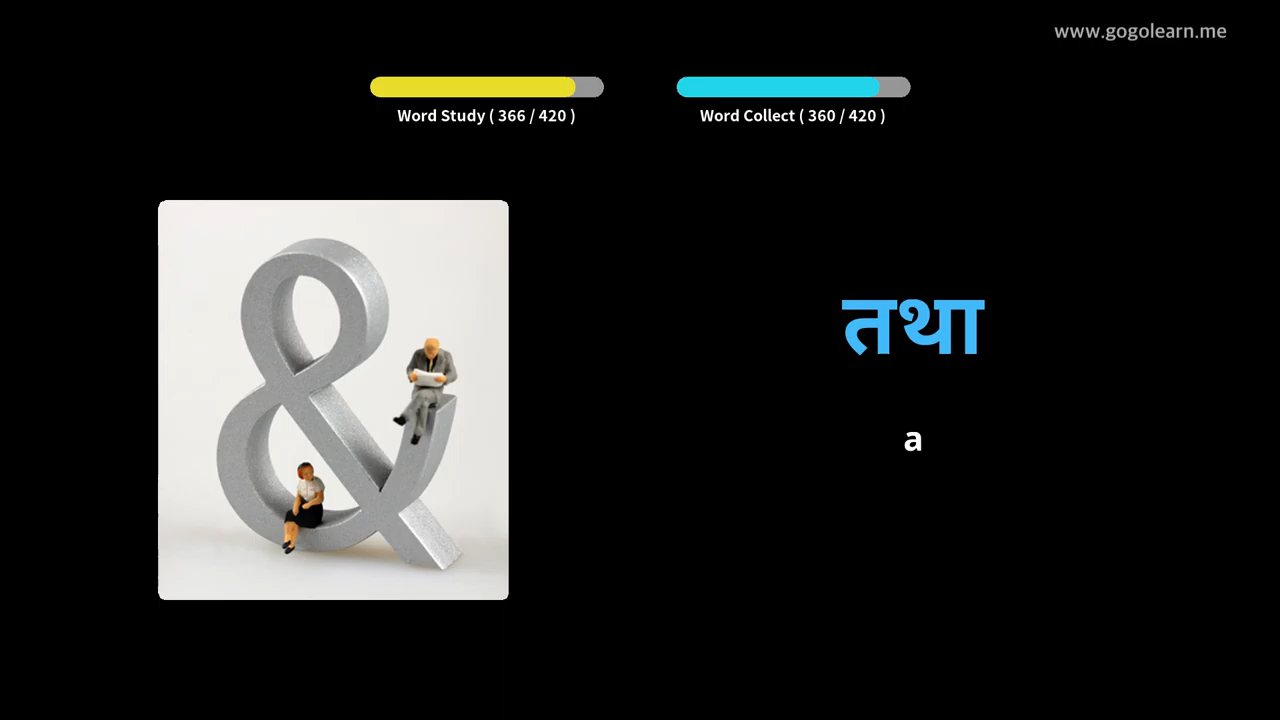 www.gogolearn.me
Word Study ( 366 / 420 )
Word Collect ( 360 / 420 )
&
तथा
a